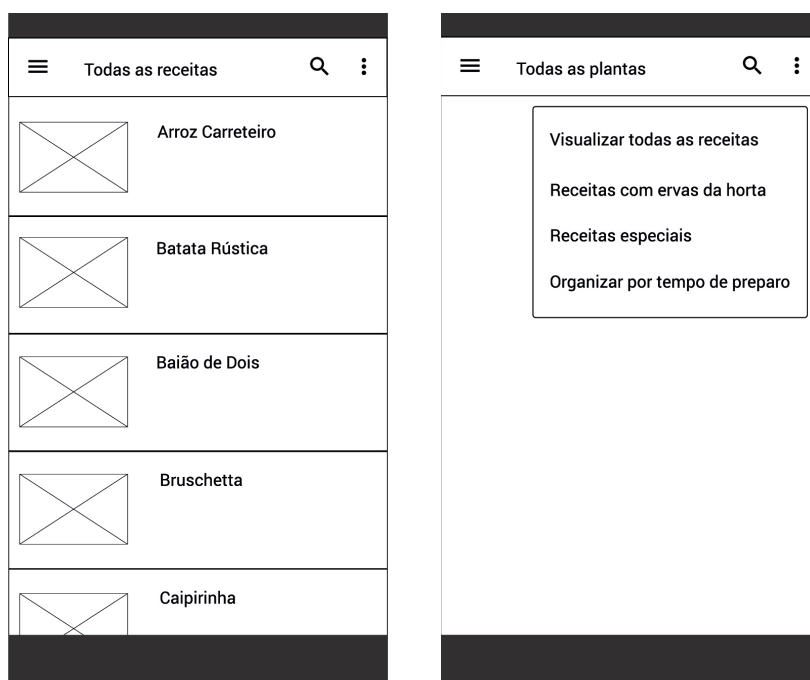 Todas as receitas
Arroz Carreteiro
Batata Rústica
Baião de Dois
Bruschetta
Caipirinha
Todas as plantas
Visualizar todas as receitas
Receitas com ervas da horta
Receitas especiais
Organizar por tempo de preparo